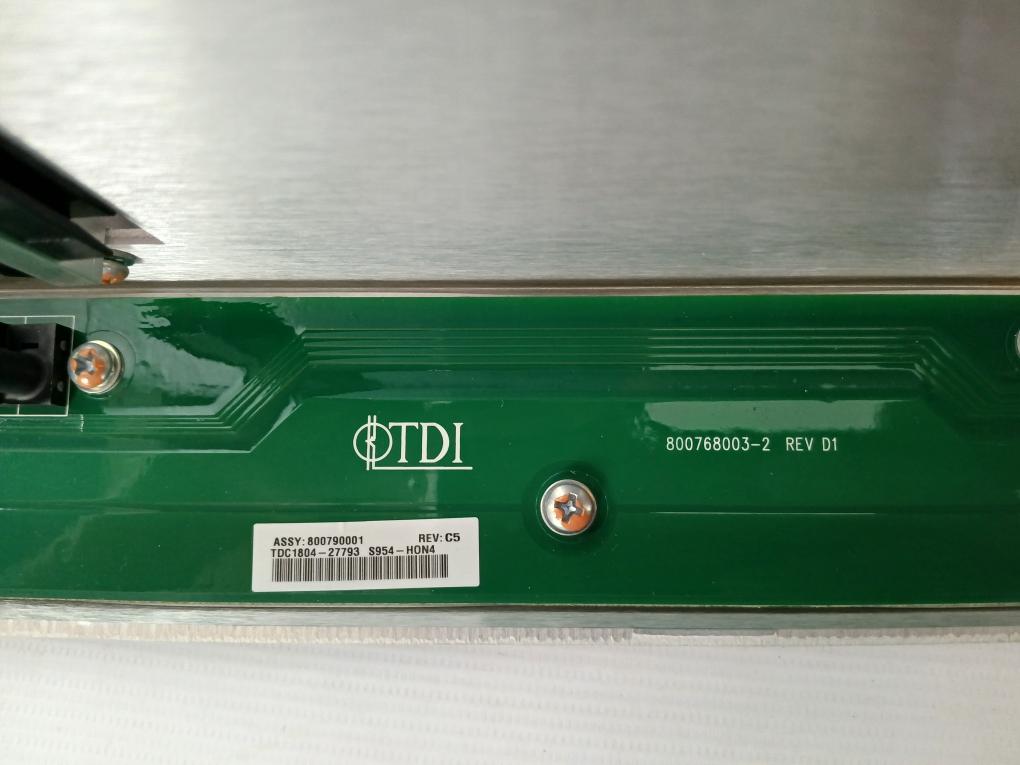 TDI
800768003-2 REV D1
ASSY: 800790001 REV: C5
TDC1804-27793 S954-HON4